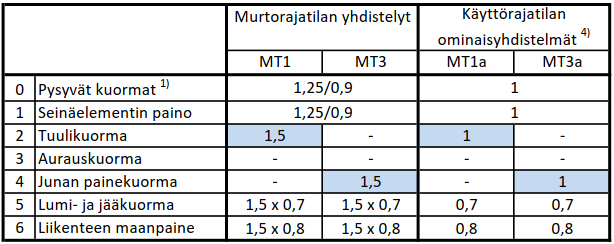 Murtorajatilan yhdistelyt Käyttörajatilan ominaisyhdistelmät 4)
MT1 MT3 MT1a MT3a
0 Pysyvät kuormat 1) 1,25/0,9 1
1 Seinäelementin paino 1,25/0,9 1
2 Tuulikuorma 1,5 - 1 -
3 Aurauskuorma - - - -
4 Junan painekuorma - 1,5 - 1
5 Lumi- ja jääkuorma 1,5 x 0,7 1,5 x 0,7 0,7 0,7
6 Liikenteen maanpaine 1,5 x 0,8 1,5 x 0,8 0,8 0,8